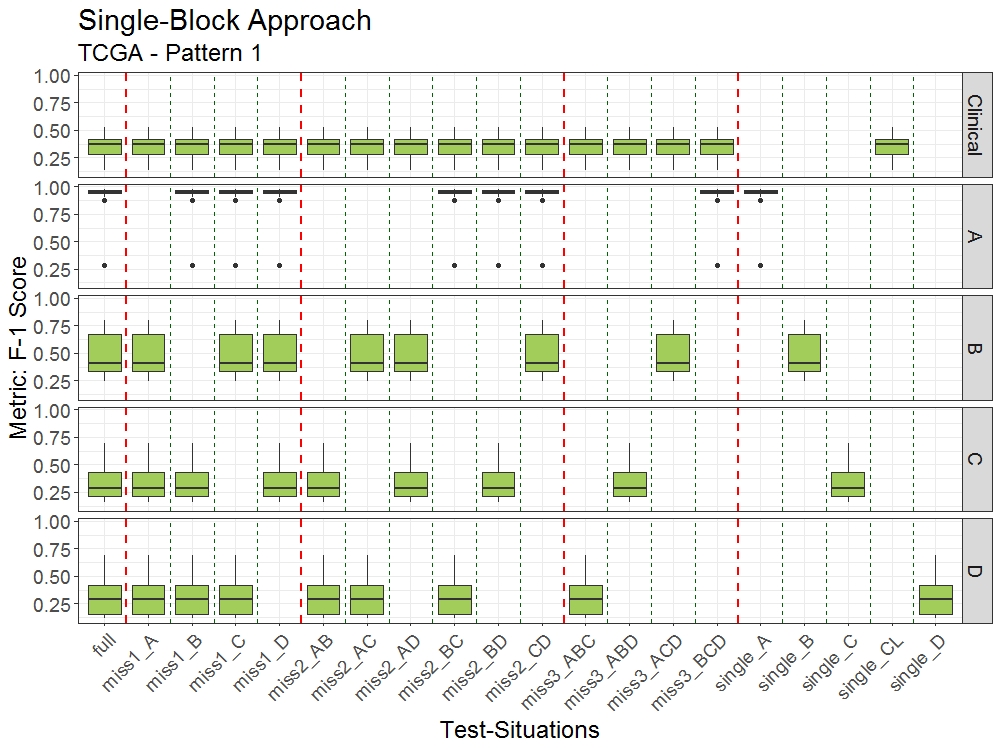 Single-Block Approach
TCGA - Pattern 1
Metric: F-1 Score
1.00
0.75
0.50
0.25
Clinical
1.00
0.75
0.50
0.25
A
1.00
0.75
0.50
0.25
B
1.00
0.75
0.50
0.25
C
1.00
0.75
0.50
0.25
D
full
miss1_A
miss1_B
miss1_C
miss1_D
miss2_AB
miss2_AC
miss2_AD
miss2_BC
miss2_BD
miss2_CD
miss3_ABC
miss3_ABD
miss3_ACD
miss3_BCD
single_A
single_B
single_C
single_CL
single_D
Test-Situations